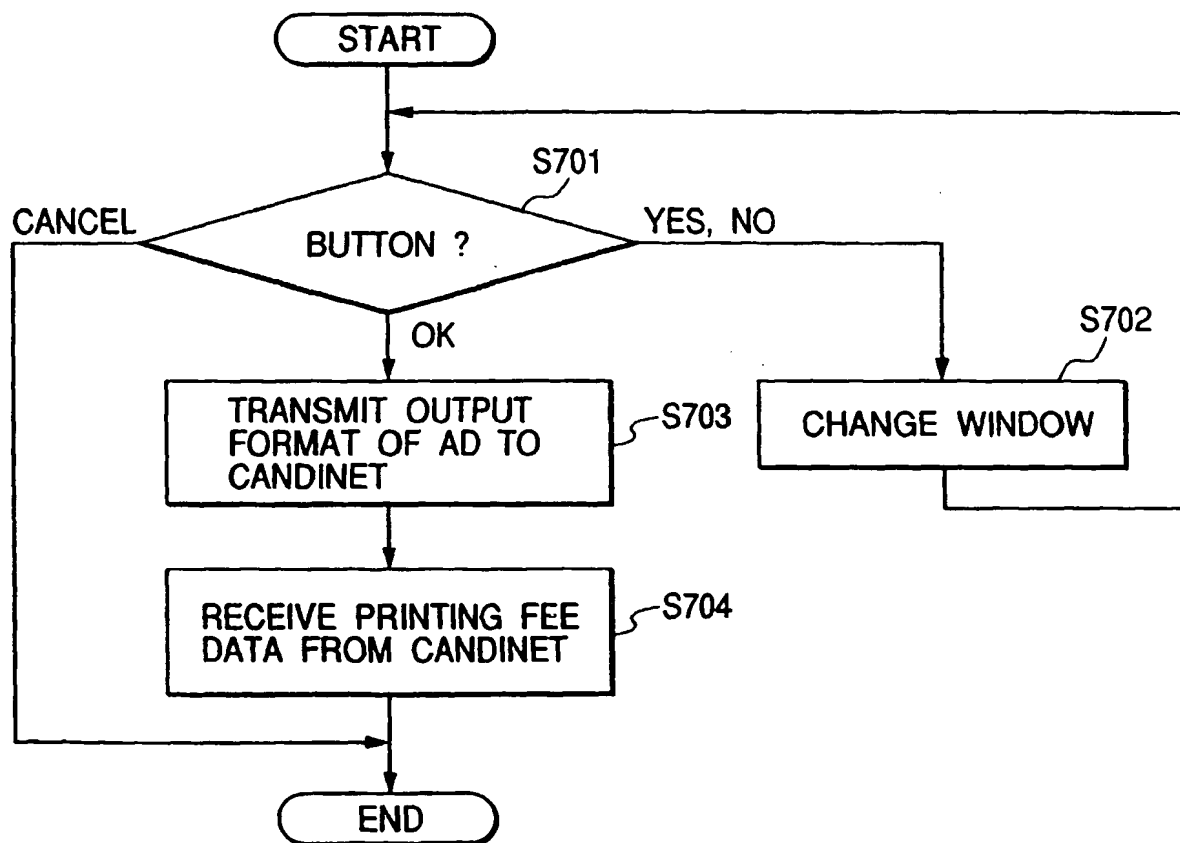 START
S701
CANCEL
BUTTON ?
YES, NO
OK
S702
TRANSMIT OUTPUT
FORMAT OF AD TO
CANDINET
S703
CHANGE WINDOW
RECEIVE PRINTING FEE
DATA FROM CANDINET
S704
END